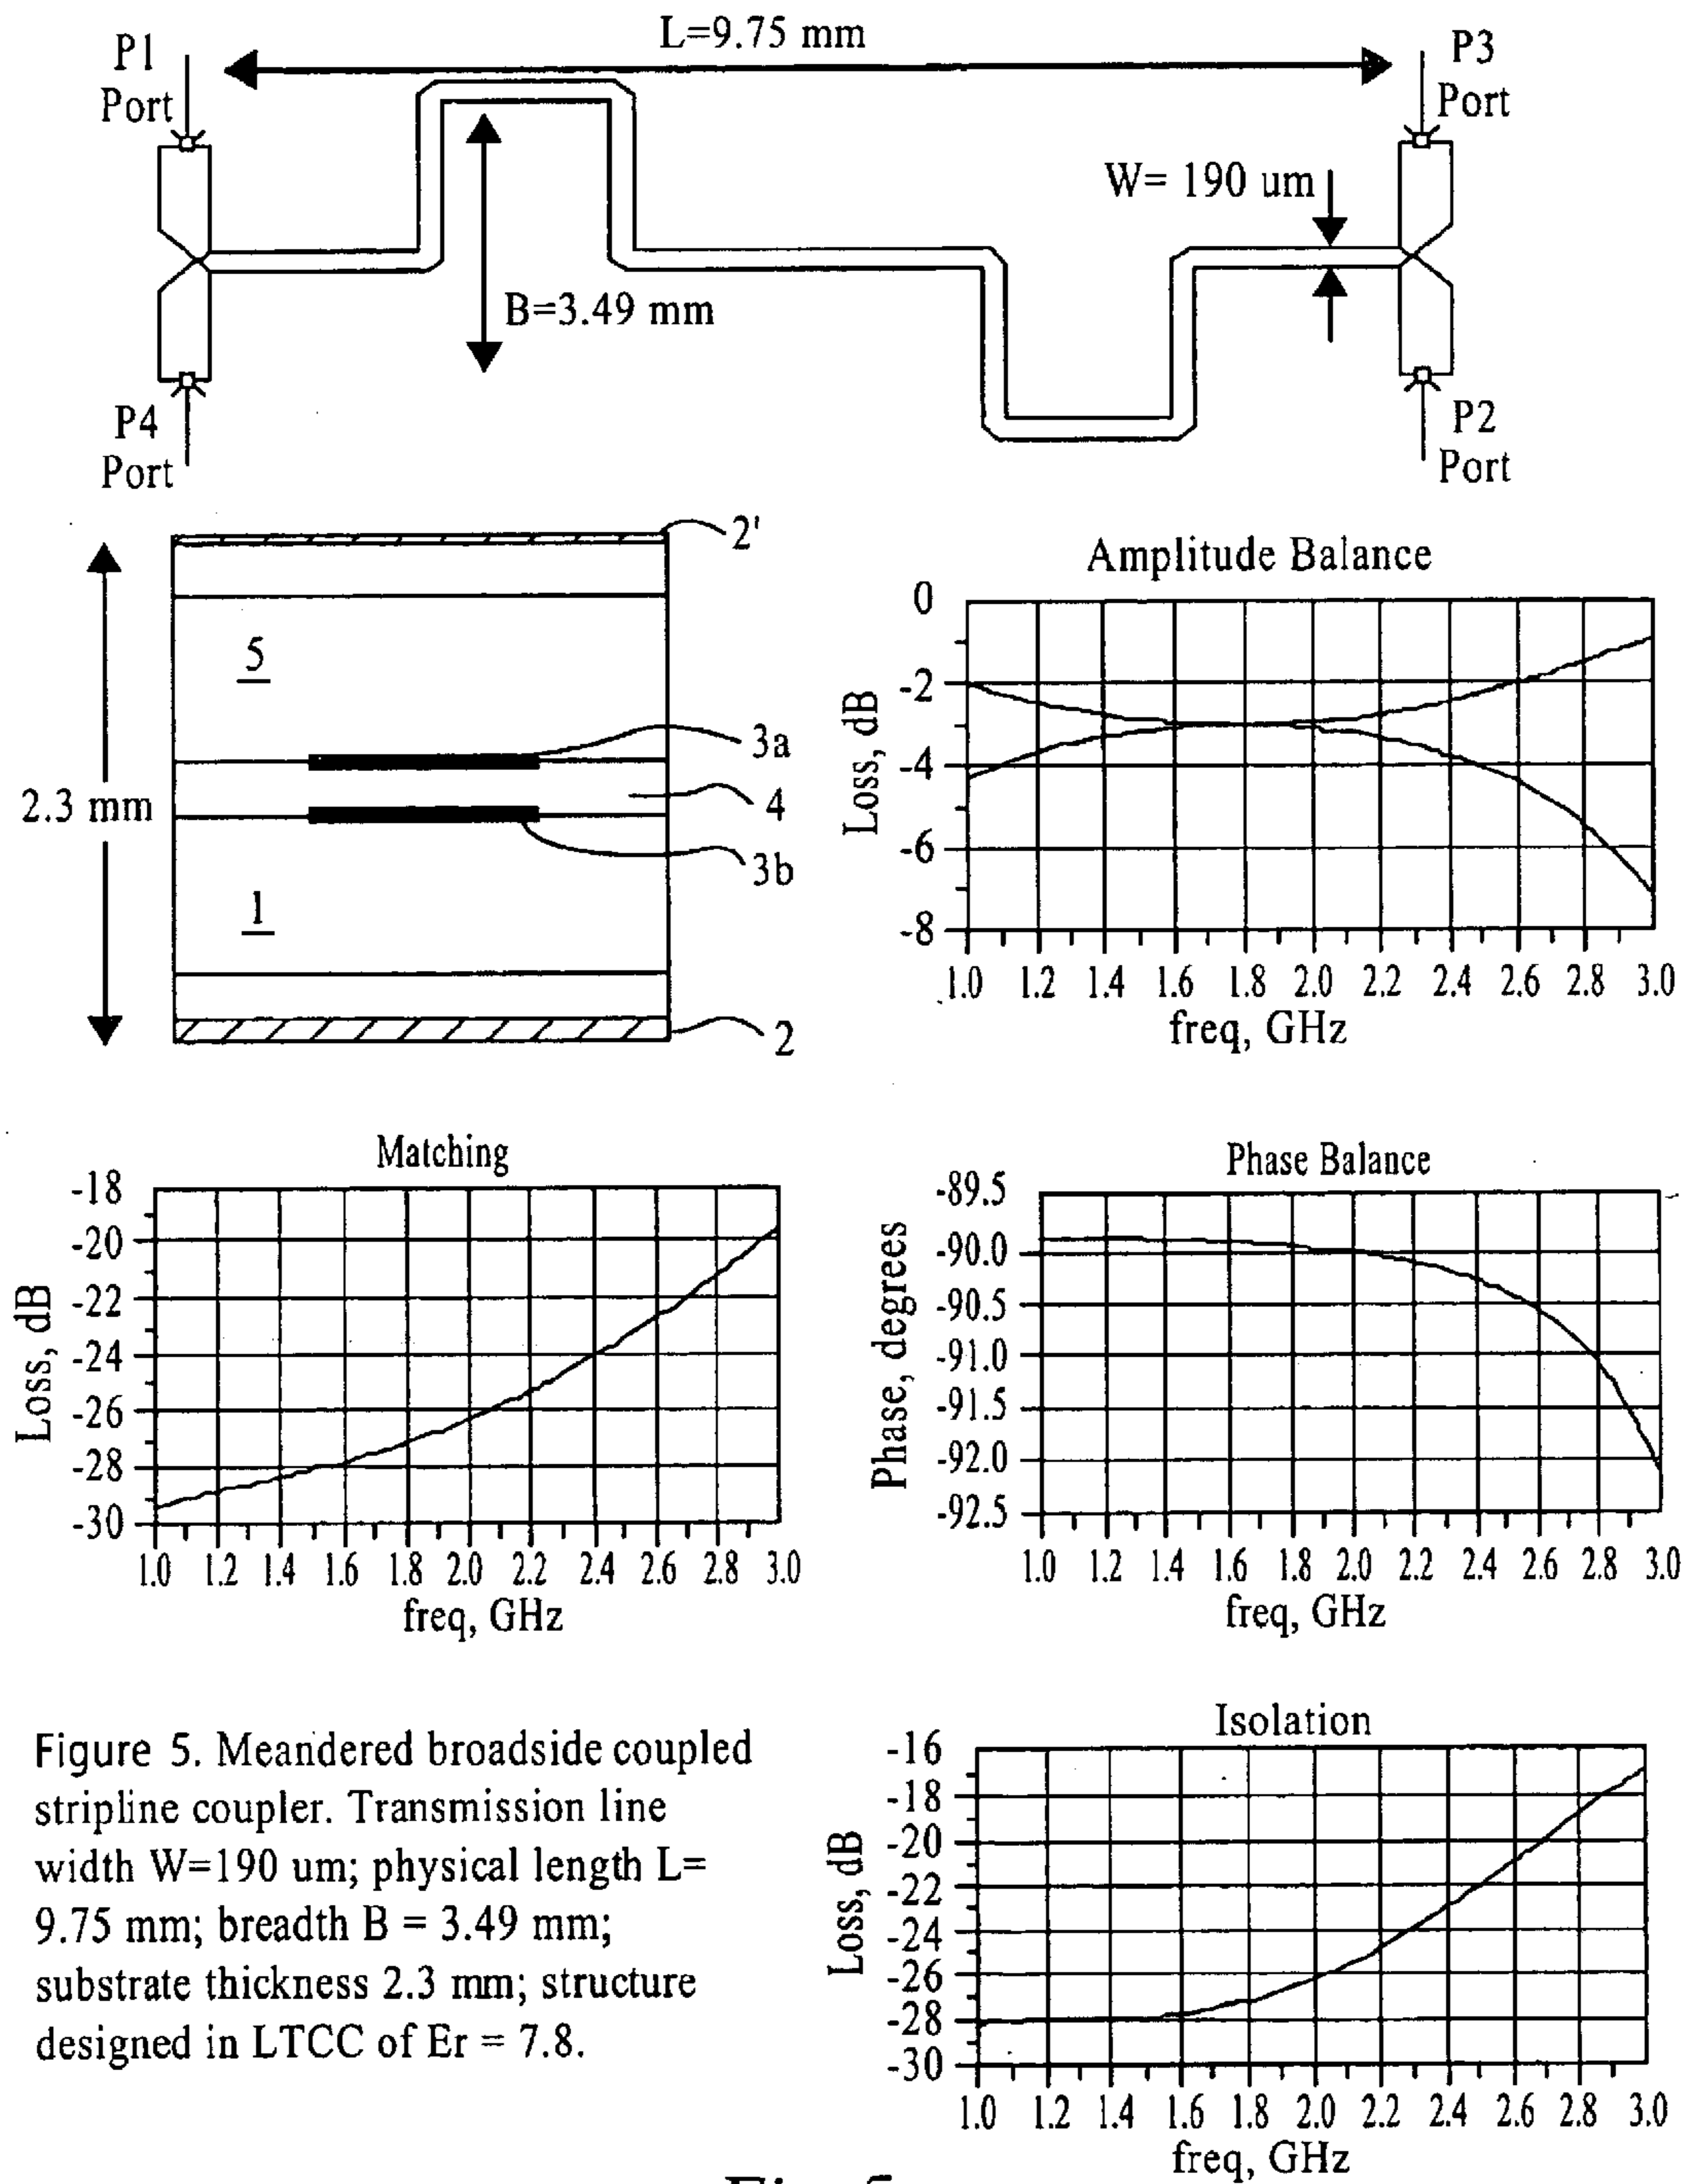 L=9.75 mm
P1
Port
P3
Port
W= 190 um
B=3.49 mm
P4
Port
P2
Port
2'
5
3a
4
2.3 mm
3b
1
2
Amplitude Balance
0
-2
-4
-6
-8
Loss, dB
1.0 1.2 1.4 1.6 1.8 2.0 2.2 2.4 2.6 2.8 3.0
freq, GHz
Matching
-18
-20
-22
-24
-26
-28
-30
Loss, dB
1.0 1.2 1.4 1.6 1.8 2.0 2.2 2.4 2.6 2.8 3.0
freq, GHz
Phase Balance
-89.5
-90.0
-90.5
-91.0
-91.5
-92.0
-92.5
Phase, degrees
1.0 1.2 1.4 1.6 1.8 2.0 2.2 2.4 2.6 2.8 3.0
freq, GHz
Figure 5. Meandered broadside coupled
stripline coupler. Transmission line
width W=190 um; physical length L=
9.75 mm; breadth B = 3.49 mm;
substrate thickness 2.3 mm; structure
designed in LTCC of Er = 7.8.
Isolation
-16
-18
-20
-22
-24
-26
-28
-30
Loss, dB
1.0 1.2 1.4 1.6 1.8 2.0 2.2 2.4 2.6 2.8 3.0
freq, GHz